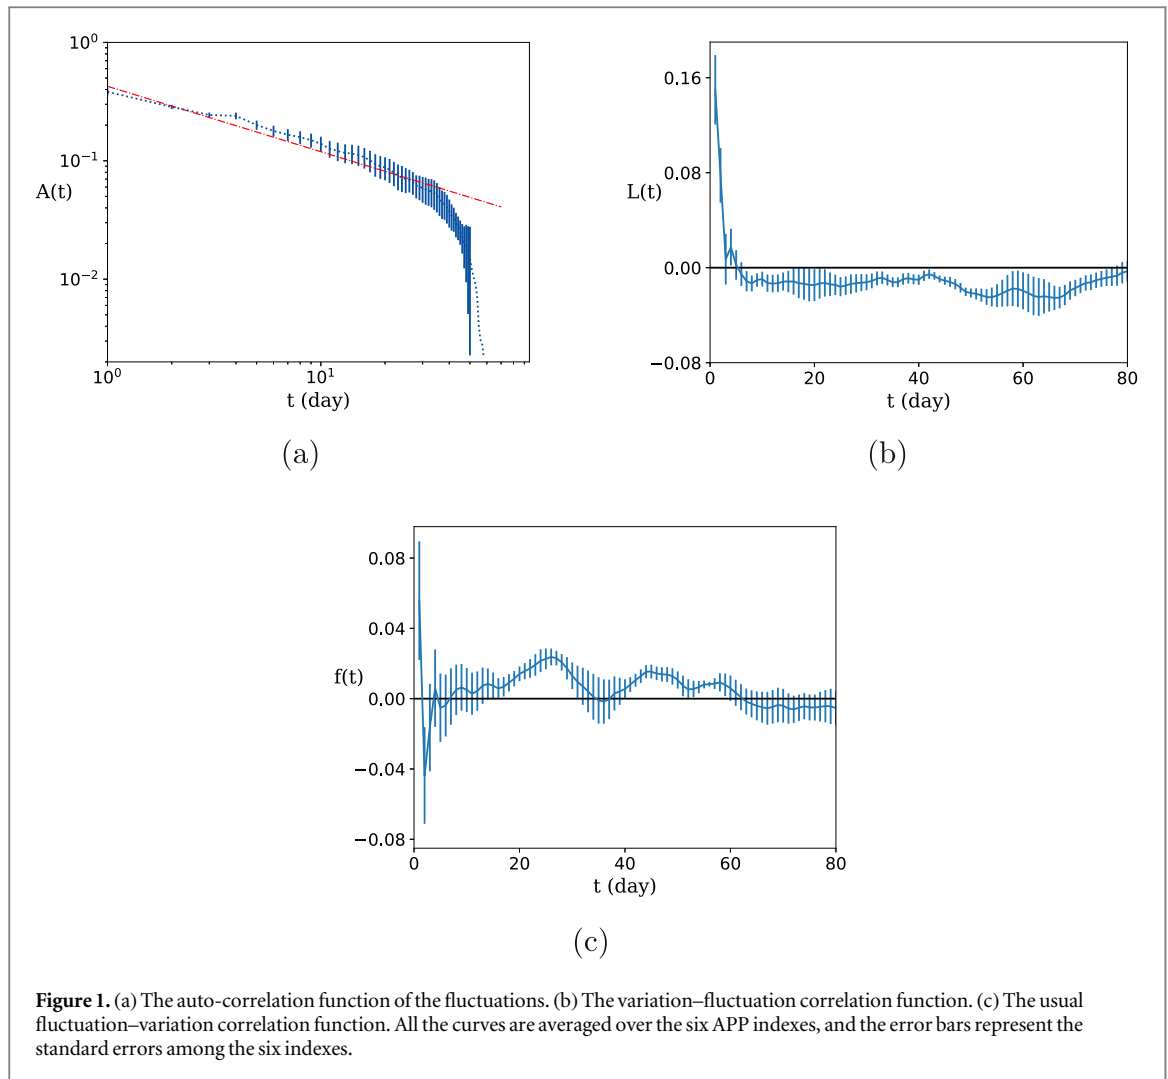 10^0
10^-1
A(t)
10^-2
10^0
10^1
t (day)
(a)
0.16
0.08
L(t)
0.00
−0.08
0
20
40
60
80
t (day)
(b)
0.08
0.04
f(t)
0.00
−0.04
−0.08
0
20
40
60
80
t (day)
(c)
Figure 1. (a) The auto-correlation function of the fluctuations. (b) The variation–fluctuation correlation function. (c) The usual
fluctuation–variation correlation function. All the curves are averaged over the six APP indexes, and the error bars represent the
standard errors among the six indexes.